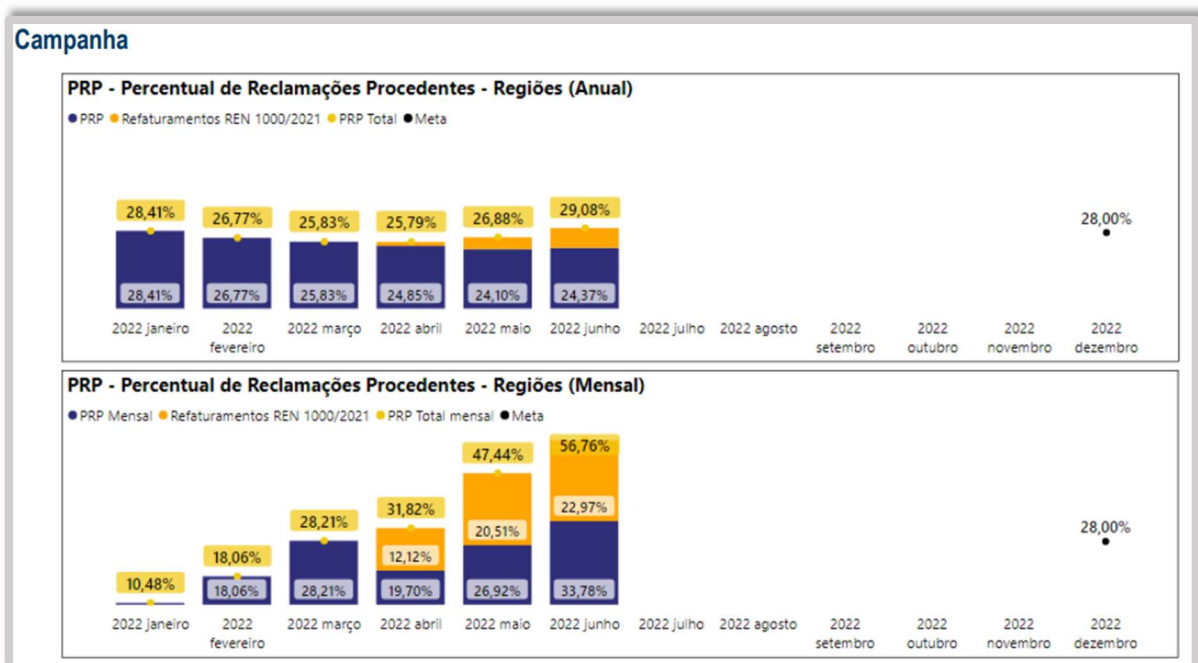 Campanha
PRP - Percentual de Reclamações Procedentes - Regiões (Anual)
PRP Refaturamentos REN 1000/2021 PRP Total Meta
28,41% 26,77% 25,83% 25,79% 26,88% 29,08% 28,00%
28,41% 26,77% 25,83% 24,85% 24,10% 24,37%
2022 janeiro 2022 fevereiro 2022 março 2022 abril 2022 maio 2022 junho 2022 julho 2022 agosto 2022 setembro 2022 outubro 2022 novembro 2022 dezembro
PRP - Percentual de Reclamações Procedentes - Regiões (Mensal)
PRP Mensal Refaturamentos REN 1000/2021 PRP Total mensal Meta
10,48% 18,06% 28,21% 31,82% 47,44% 56,76% 28,00%
12,12% 20,51% 22,97%
18,06% 28,21% 19,70% 26,92% 33,78%
2022 janeiro 2022 fevereiro 2022 março 2022 abril 2022 maio 2022 junho 2022 julho 2022 agosto 2022 setembro 2022 outubro 2022 novembro 2022 dezembro